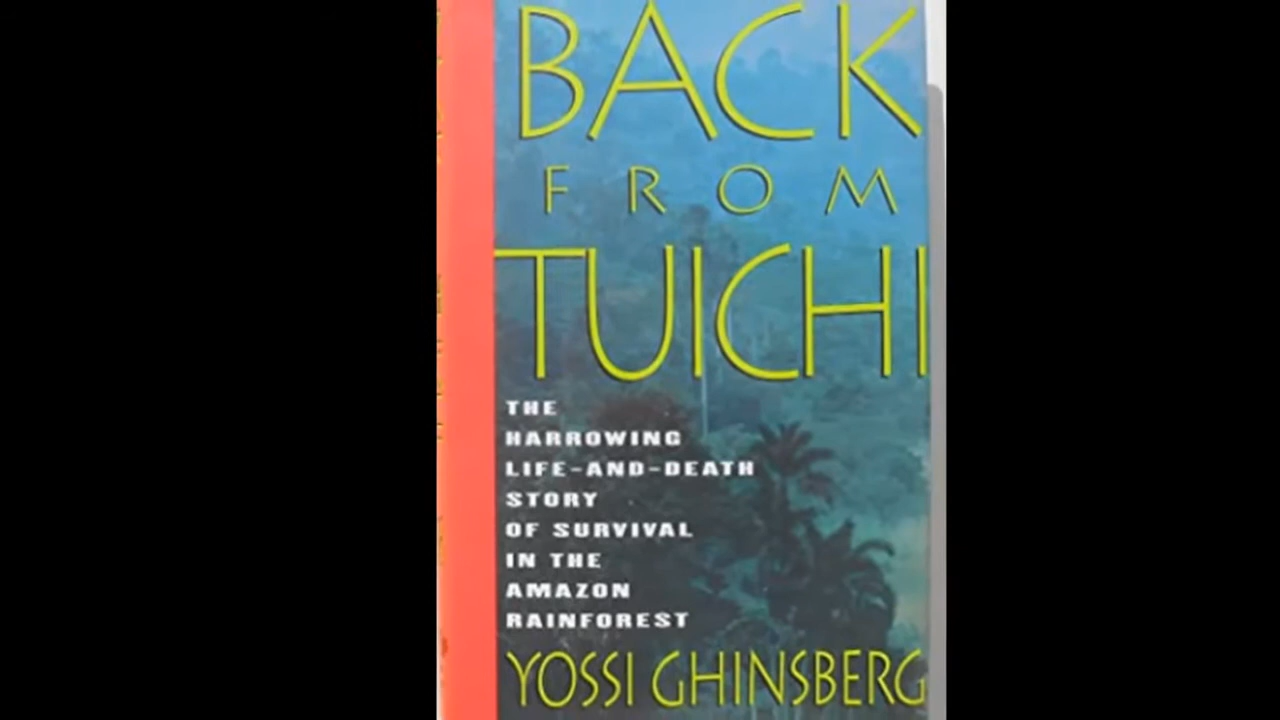 BACK
FROM
TUICHI
THE
HARROWING
LIFE-AND-DEATH
STORY
OF SURVIVAL
IN THE
AMAZON
RAINFOREST
YOSSI GHINSBERG